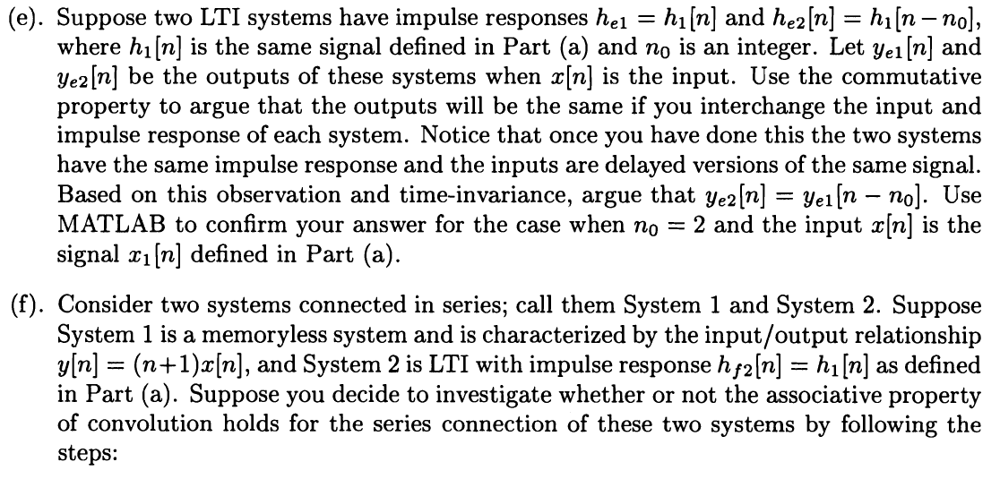 (e). Suppose two LTI systems have impulse responses h_{e1} = h_1[n] and h_{e2}[n] = h_1[n − n_0],
where h_1[n] is the same signal defined in Part (a) and n_0 is an integer. Let y_{e1}[n] and
y_{e2}[n] be the outputs of these systems when x[n] is the input. Use the commutative
property to argue that the outputs will be the same if you interchange the input and
impulse response of each system. Notice that once you have done this the two systems
have the same impulse response and the inputs are delayed versions of the same signal.
Based on this observation and time-invariance, argue that y_{e2}[n] = y_{e1}[n − n_0]. Use
MATLAB to confirm your answer for the case when n_0 = 2 and the input x[n] is the
signal x_1[n] defined in Part (a).
(f). Consider two systems connected in series; call them System 1 and System 2. Suppose
System 1 is a memoryless system and is characterized by the input/output relationship
y[n] = (n+1)x[n], and System 2 is LTI with impulse response h_{f2}[n] = h_1[n] as defined
in Part (a). Suppose you decide to investigate whether or not the associative property
of convolution holds for the series connection of these two systems by following the
steps: